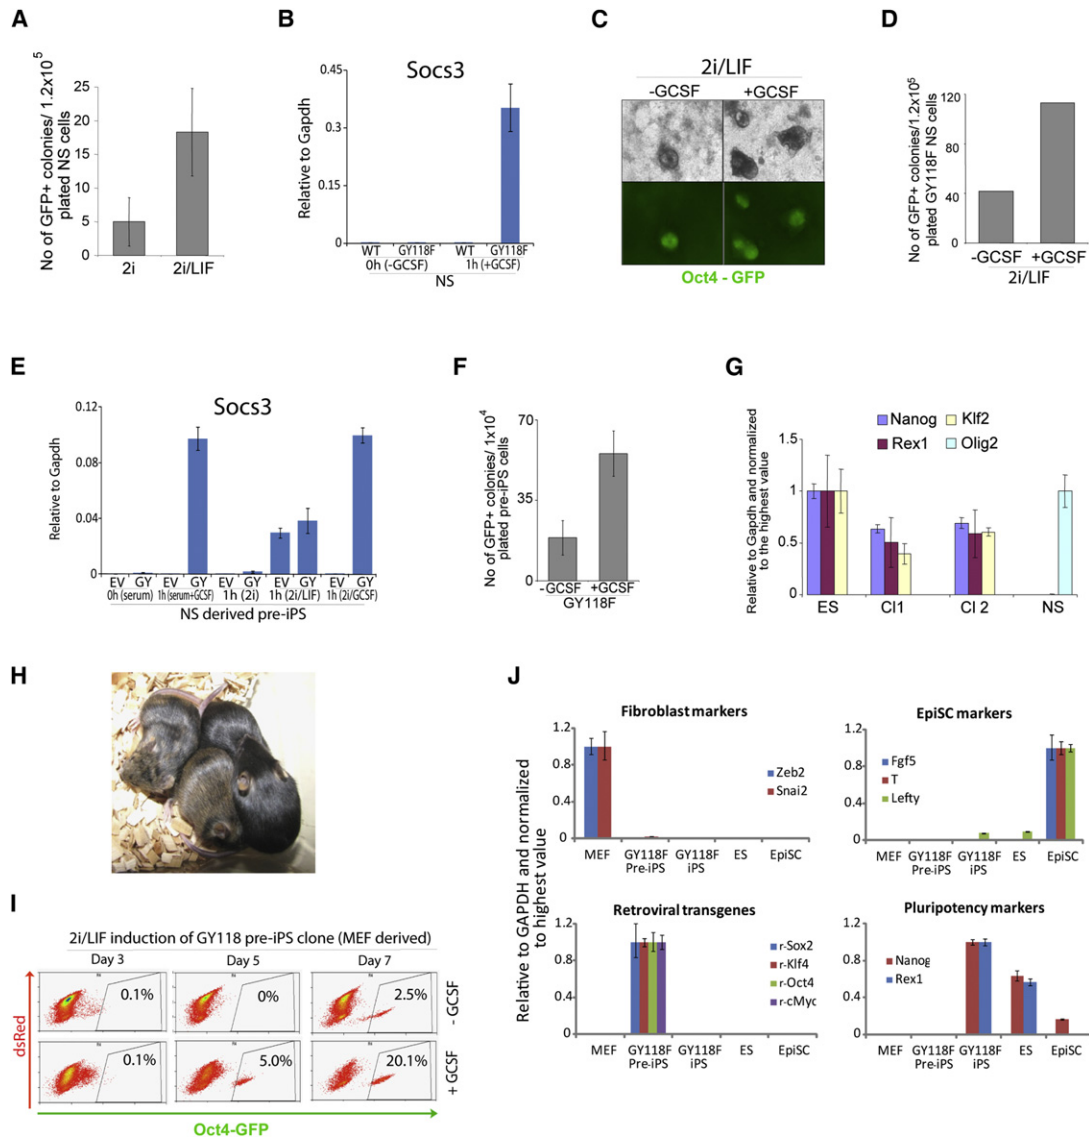 A
No of GFP+ colonies/ 1.2x10^5
plated NS cells
25
20
15
10
5
0
2i
2i/LIF
B
Socs3
Relative to Gapdh
0.45
0.3
0.15
0
WT GY118F WT GY118F
0h (-GCSF) 1h (+GCSF)
NS
C
2i/LIF
-GCSF +GCSF
Oct4 - GFP
D
No of GFP+ colonies/1.2x10^5
plated GY118F NS cells
120
80
40
0
-GCSF +GCSF
2i/LIF
E
Socs3
Relative to Gapdh
0.12
0.08
0.04
0
EV GY EV GY EV GY EV GY EV GY
0h (serum) 1h (serum+GCSF) 1h (2i) 1h (2i/LIF) 1h (2i/GCSF)
NS derived pre-iPS
F
No of GFP+ colonies/ 1x10^4
plated pre-iPS cells
70
35
0
-GCSF +GCSF
GY118F
G
Nanog Klf2
Rex1 Olig2
Relative to Gapdh and normalized
to the highest value
1.5
1
0.5
0
ES Cl1 Cl 2 NS
H
I
2i/LIF induction of GY118 pre-iPS clone (MEF derived)
Day 3 Day 5 Day 7
0.1% 0% 2.5%
- GCSF
0.1% 5.0% 20.1%
+ GCSF
dsRed
Oct4-GFP
J
Relative to GAPDH and normalized
to highest value
Fibroblast markers
1.2
0.8
0.4
0
Zeb2
Snai2
MEF GY118F GY118F ES EpiSC
Pre-iPS iPS
EpiSC markers
1.2
0.8
0.4
0
Fgf5
T
Lefty
MEF GY118F GY118F ES EpiSC
Pre-iPS iPS
Retroviral transgenes
1.2
0.8
0.4
0
r-Sox2
r-Klf4
r-Oct4
r-cMyc
MEF GY118F GY118F ES EpiSC
Pre-iPS iPS
Pluripotency markers
1.2
0.8
0.4
0
Nanog
Rex1
MEF GY118F GY118F ES EpiSC
Pre-iPS iPS